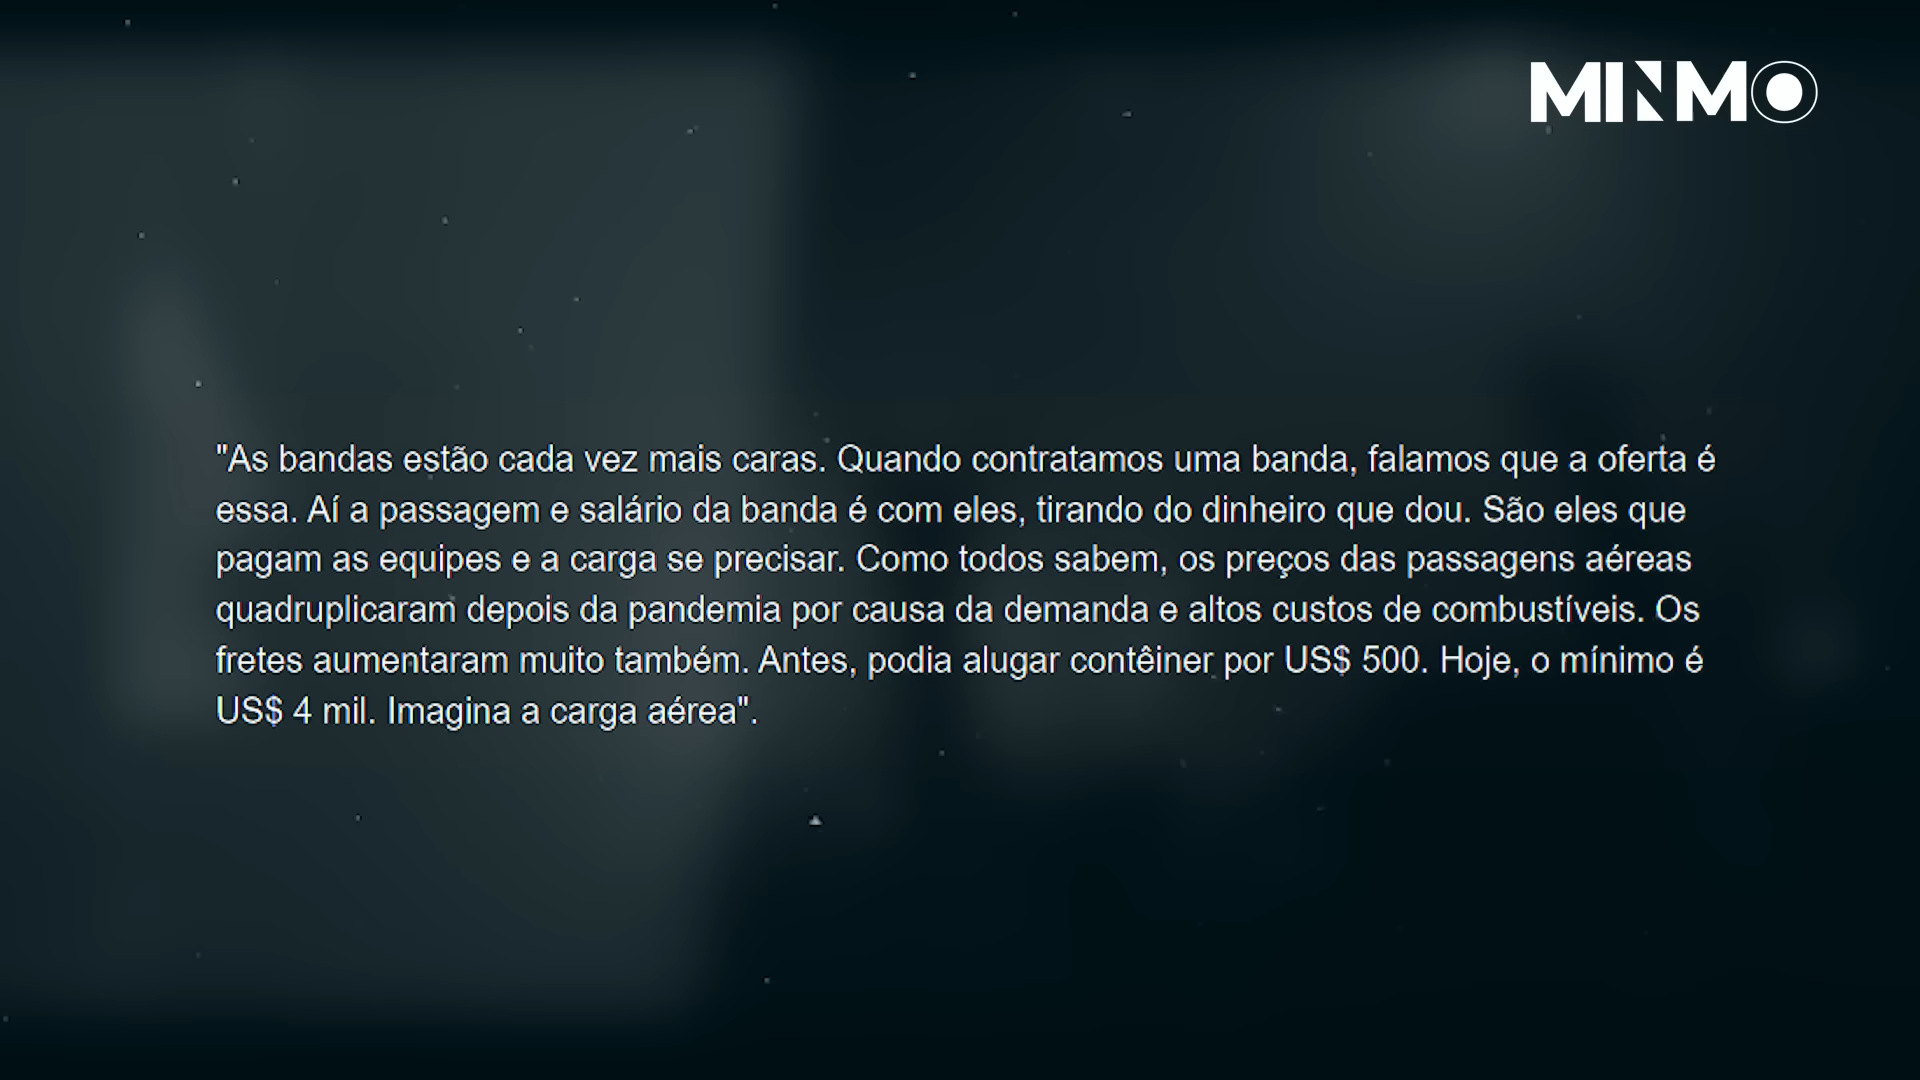 MINMO
"As bandas estão cada vez mais caras. Quando contratamos uma banda, falamos que a oferta é
essa. Aí a passagem e salário da banda é com eles, tirando do dinheiro que dou. São eles que
pagam as equipes e a carga se precisar. Como todos sabem, os preços das passagens aéreas
quadruplicaram depois da pandemia por causa da demanda e altos custos de combustíveis. Os
fretes aumentaram muito também. Antes, podia alugar contêiner por US$ 500. Hoje, o mínimo é
US$ 4 mil. Imagina a carga aérea".